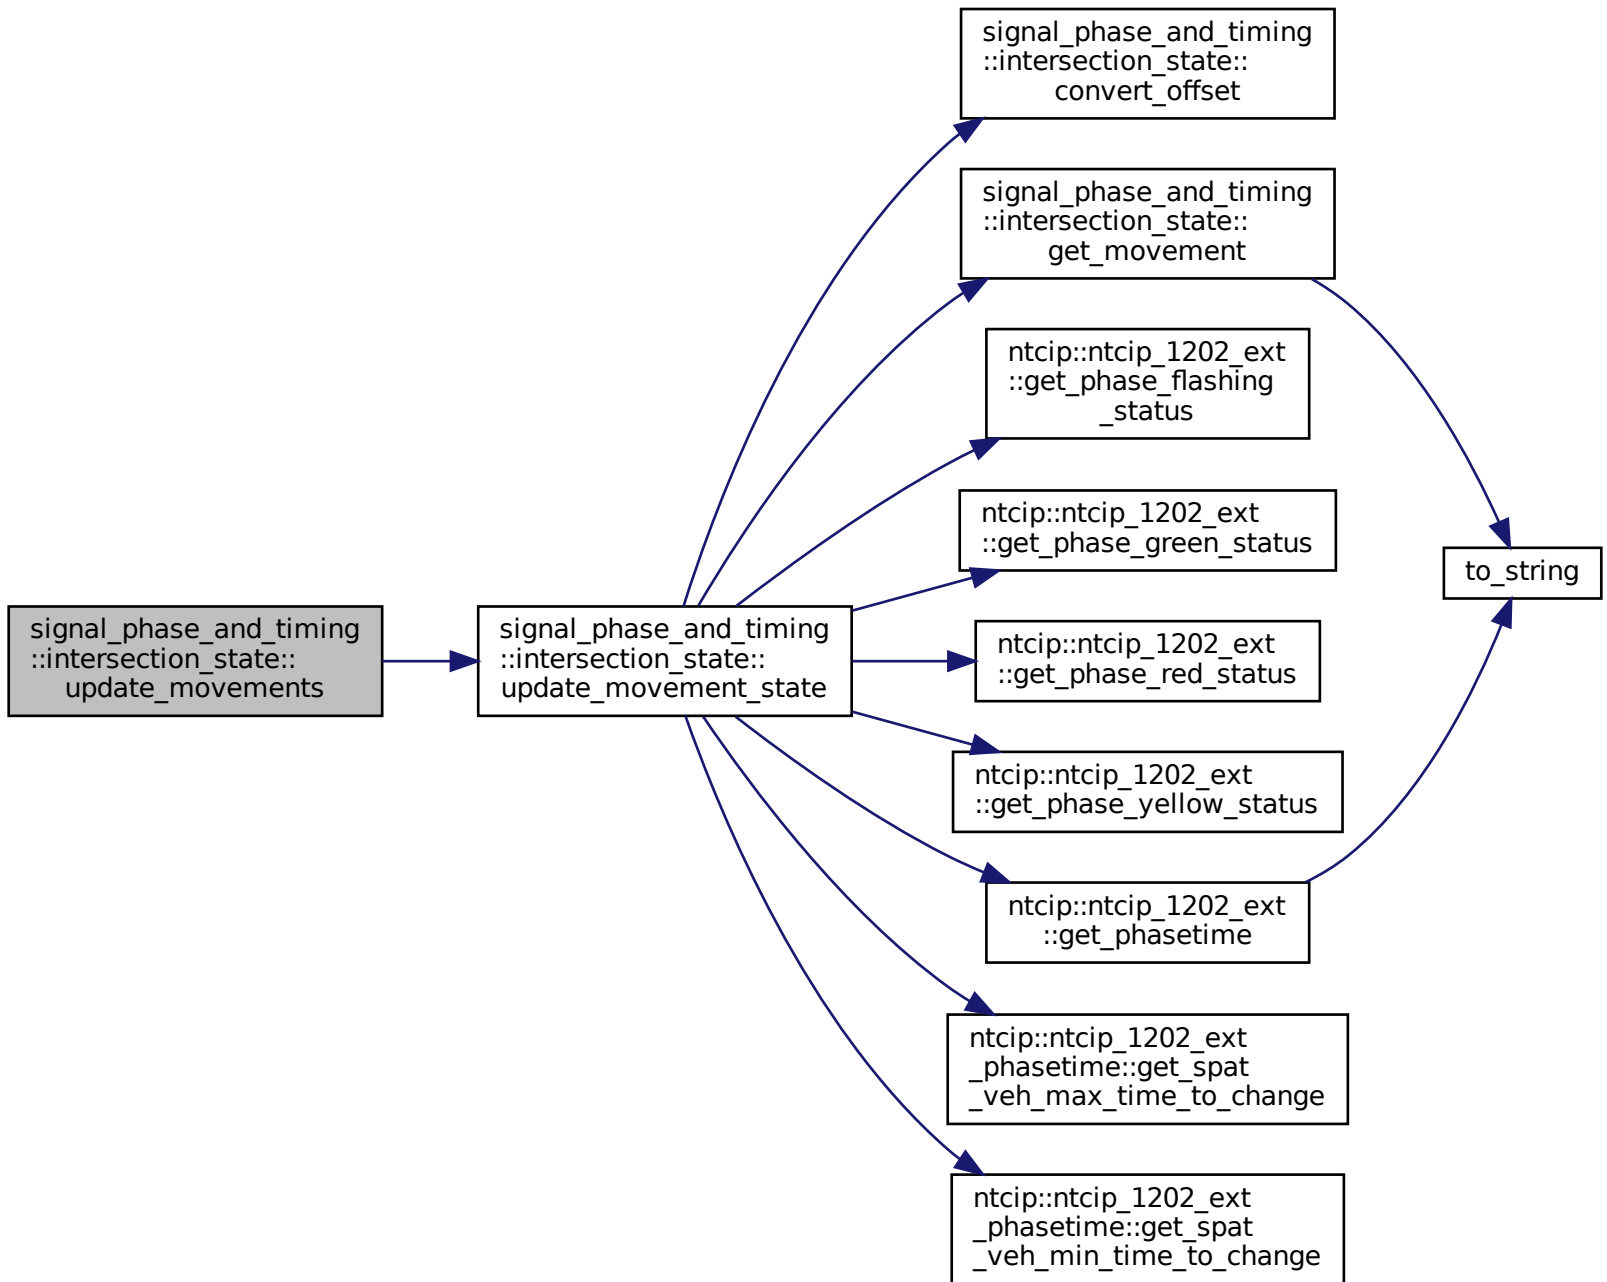 signal_phase_and_timing
::intersection_state::
update_movements
signal_phase_and_timing
::intersection_state::
update_movement_state
signal_phase_and_timing
::intersection_state::
convert_offset
signal_phase_and_timing
::intersection_state::
get_movement
ntcip::ntcip_1202_ext
::get_phase_flashing
_status
ntcip::ntcip_1202_ext
::get_phase_green_status
ntcip::ntcip_1202_ext
::get_phase_red_status
ntcip::ntcip_1202_ext
::get_phase_yellow_status
ntcip::ntcip_1202_ext
::get_phasetime
ntcip::ntcip_1202_ext
_phasetime::get_spat
_veh_max_time_to_change
ntcip::ntcip_1202_ext
_phasetime::get_spat
_veh_min_time_to_change
to_string